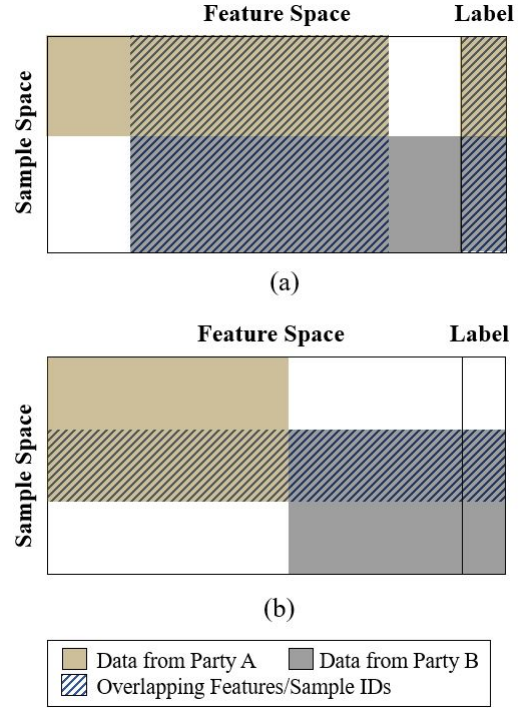 Feature Space Label
Sample Space
(a)
Feature Space Label
Sample Space
(b)
Data from Party A Data from Party B
Overlapping Features/Sample IDs